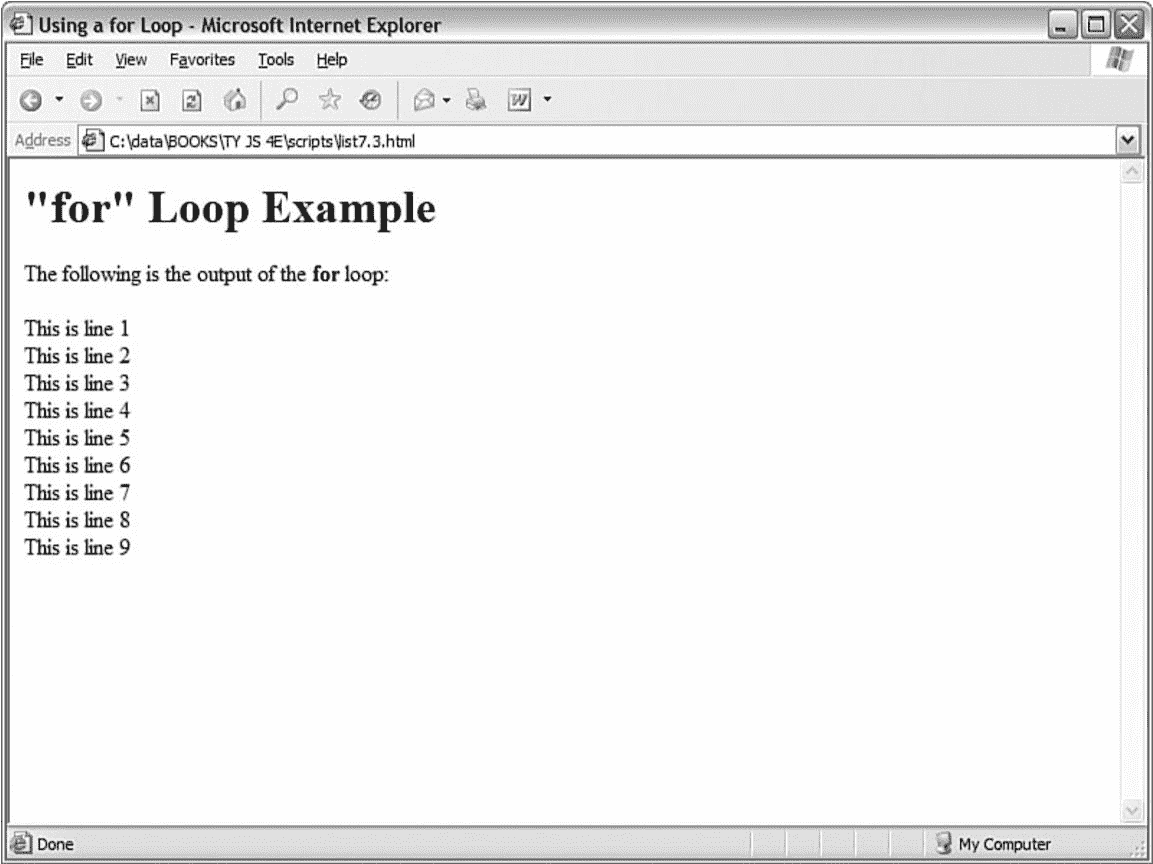 Using a for Loop - Microsoft Internet Explorer
File Edit View Favorites Tools Help
Address C:\data\BOOKS\TY JS 4E\scripts\list7.3.html
"for" Loop Example
The following is the output of the for loop:
This is line 1
This is line 2
This is line 3
This is line 4
This is line 5
This is line 6
This is line 7
This is line 8
This is line 9
Done My Computer